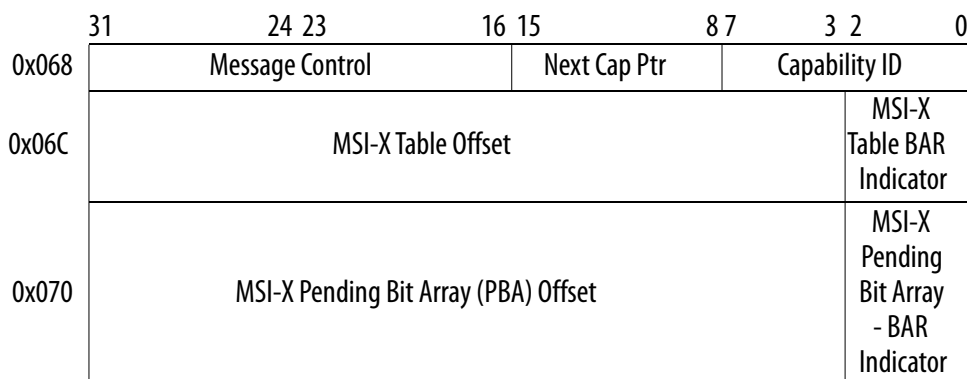 31 24 23 16 15 8 7 3 2 0
0x068 Message Control Next Cap Ptr Capability ID
0x06C MSI-X Table Offset
MSI-X
Table BAR
Indicator
0x070 MSI-X Pending Bit Array (PBA) Offset
MSI-X
Pending
Bit Array
- BAR
Indicator